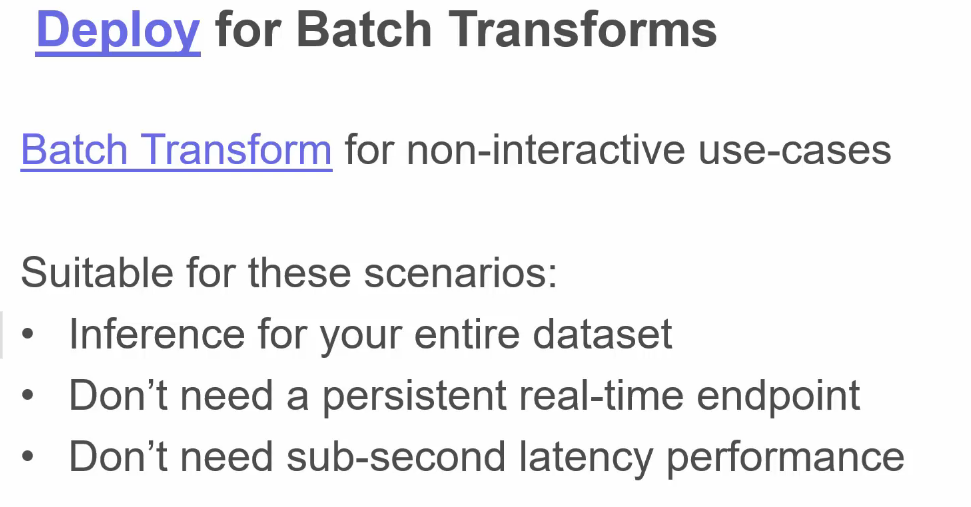 Deploy for Batch Transforms
Batch Transform for non-interactive use-cases
Suitable for these scenarios:
• Inference for your entire dataset
• Don’t need a persistent real-time endpoint
• Don’t need sub-second latency performance